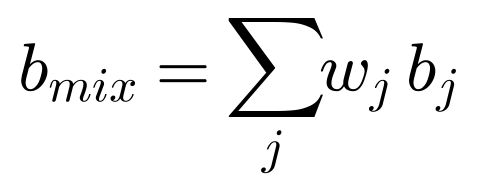 b_{mix} = \sum_{j} w_j b_j